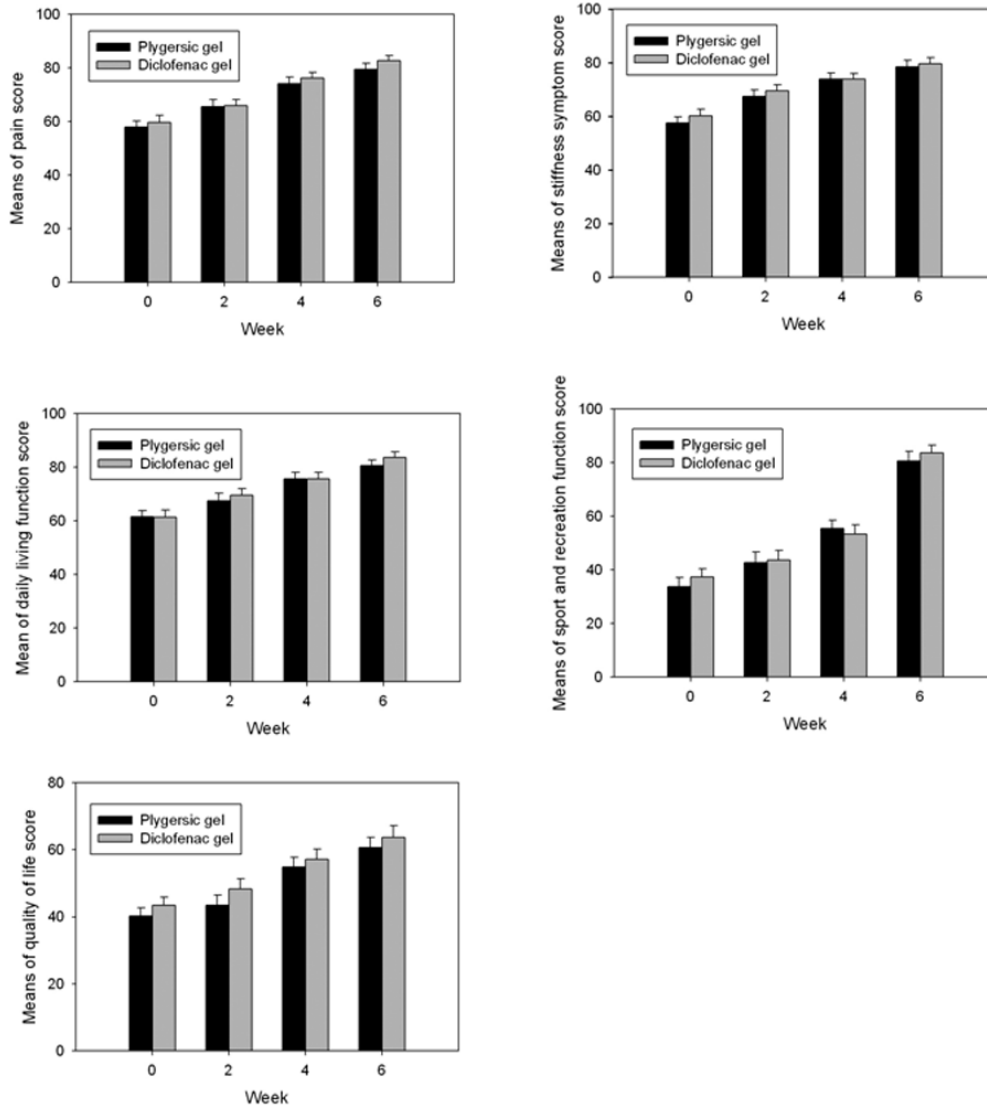 100
80
60
40
20
0
Means of pain score
Plygersic gel
Diclofenac gel
0 2 4 6
Week
100
80
60
40
20
0
Means of stiffness symptom score
Plygersic gel
Diclofenac gel
0 2 4 6
Week
100
80
60
40
20
0
Mean of daily living function score
Plygersic gel
Diclofenac gel
0 2 4 6
Week
100
80
60
40
20
0
Means of sport and recreation function score
Plygersic gel
Diclofenac gel
0 2 4 6
Week
80
60
40
20
0
Means of quality of life score
Plygersic gel
Diclofenac gel
0 2 4 6
Week